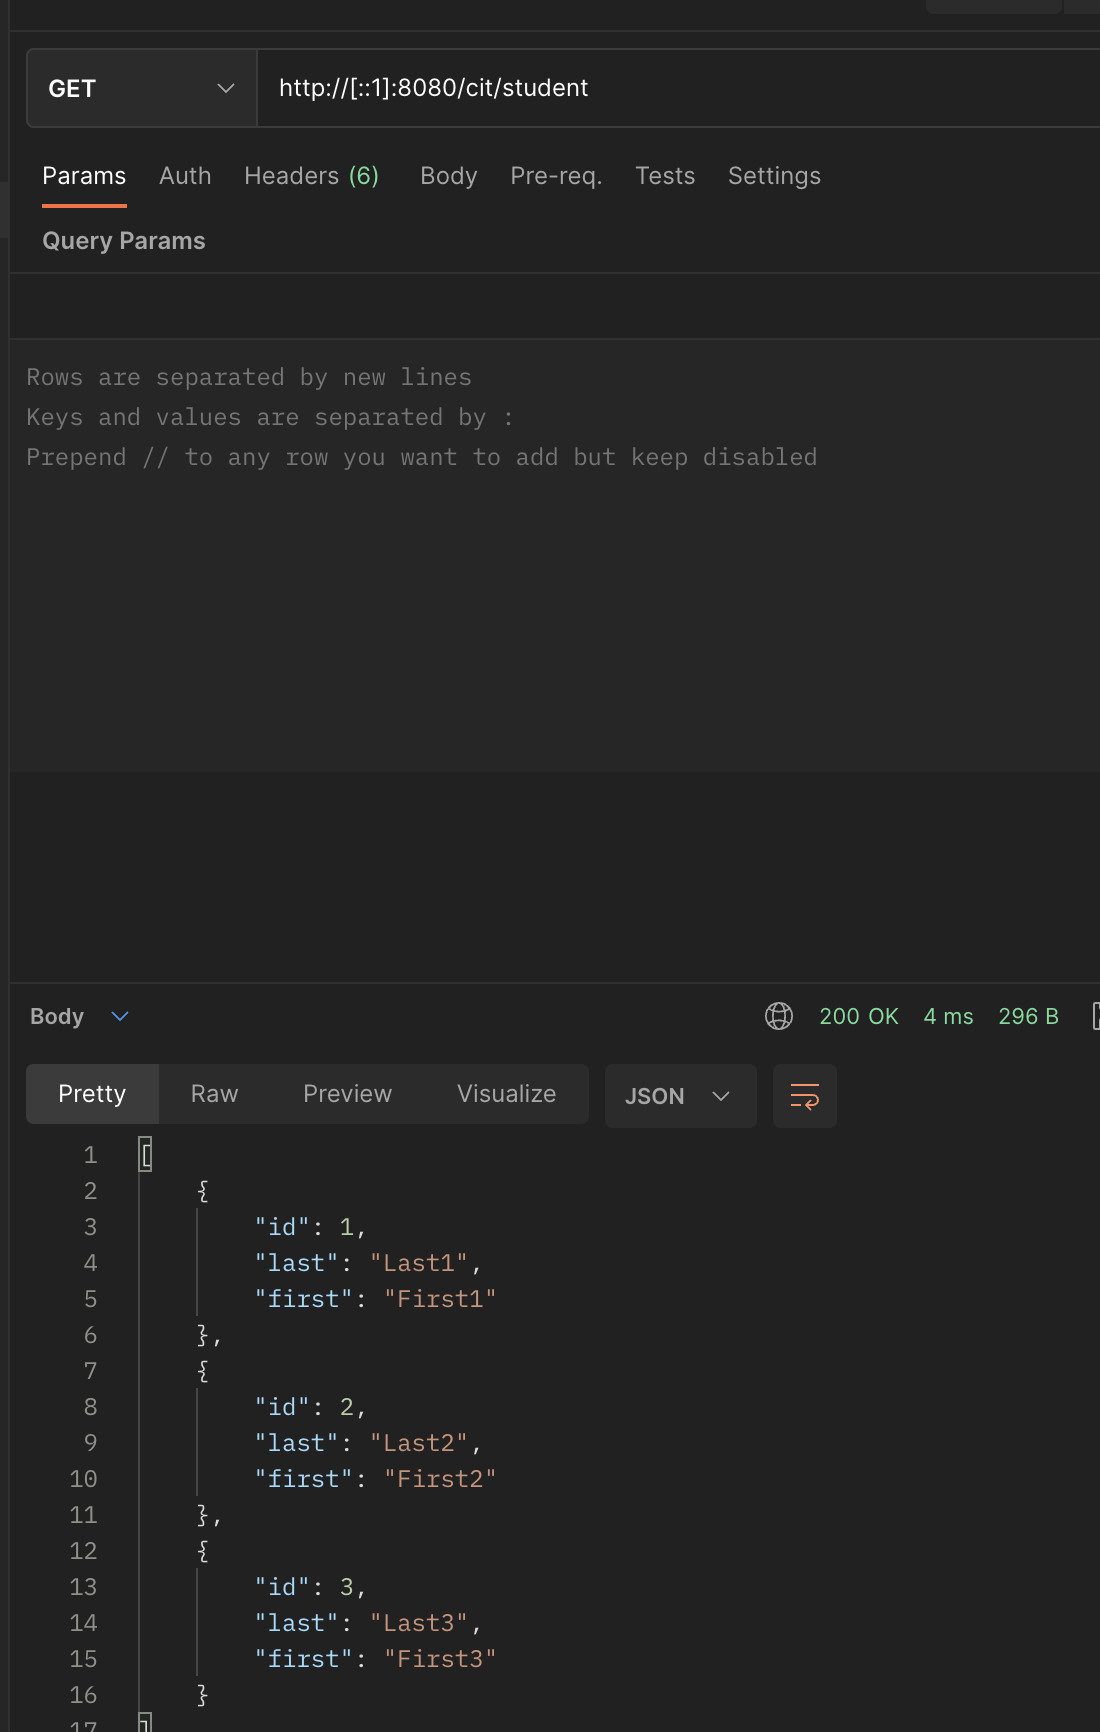 GET http://[::1]:8080/cit/student
Params Auth Headers (6) Body Pre-req. Tests Settings
Query Params
Rows are separated by new lines
Keys and values are separated by :
Prepend // to any row you want to add but keep disabled
Body 200 OK 4 ms 296 B
Pretty Raw Preview Visualize JSON
1 [
2 {
3 "id": 1,
4 "last": "Last1",
5 "first": "First1"
6 },
7 {
8 "id": 2,
9 "last": "Last2",
10 "first": "First2"
11 },
12 {
13 "id": 3,
14 "last": "Last3",
15 "first": "First3"
16 }
17 ]